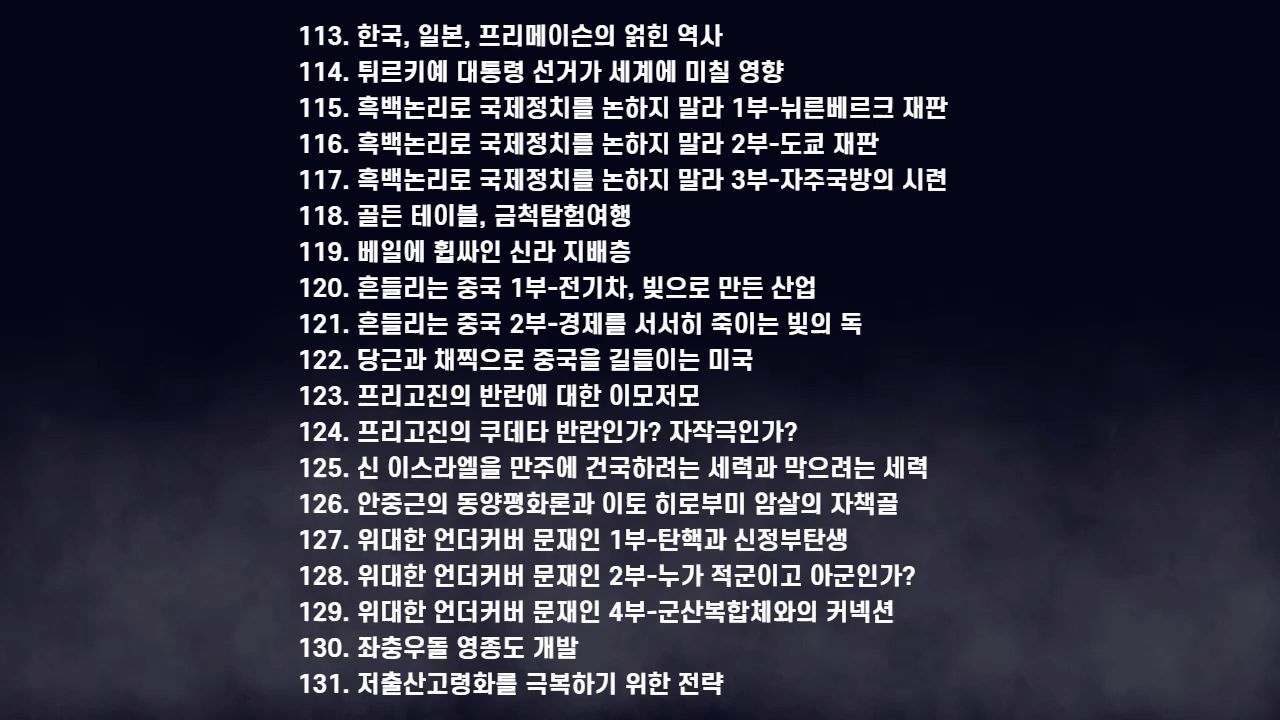 113. 한국, 일본, 프리메이슨의 얽힌 역사
114. 튀르키예 대통령 선거가 세계에 미칠 영향
115. 흑백논리로 국제정치를 논하지 말라 1부-뉘른베르크 재판
116. 흑백논리로 국제정치를 논하지 말라 2부-도쿄 재판
117. 흑백논리로 국제정치를 논하지 말라 3부-자주국방의 시련
118. 골든 테이블, 금척탐험여행
119. 베일에 휩싸인 신라 지배층
120. 흔들리는 중국 1부-전기차, 빚으로 만든 산업
121. 흔들리는 중국 2부-경제를 서서히 죽이는 빚의 독
122. 당근과 채찍으로 중국을 길들이는 미국
123. 프리고진의 반란에 대한 이모저모
124. 프리고진의 쿠데타 반란인가? 자작극인가?
125. 신 이스라엘을 만주에 건국하려는 세력과 막으려는 세력
126. 안중근의 동양평화론과 이토 히로부미 암살의 자책골
127. 위대한 언더커버 문재인 1부-탄핵과 신정부탄생
128. 위대한 언더커버 문재인 2부-누가 적군이고 아군인가?
129. 위대한 언더커버 문재인 4부-군산복합체와의 커넥션
130. 좌충우돌 영종도 개발
131. 저출산고령화를 극복하기 위한 전략